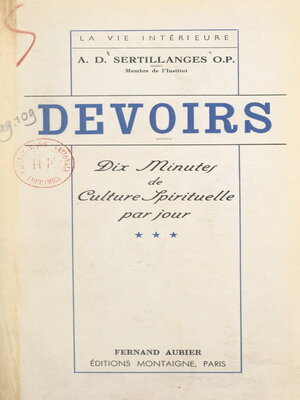 LA VIE INTÉRIEURE
A. D. SERTILLANGES O.P.
Membre de l'Institut
DEVOIRS
Dix Minutes
de
Culture Spirituelle
par jour
FERNAND AUBIER
ÉDITIONS MONTAIGNE, PARIS